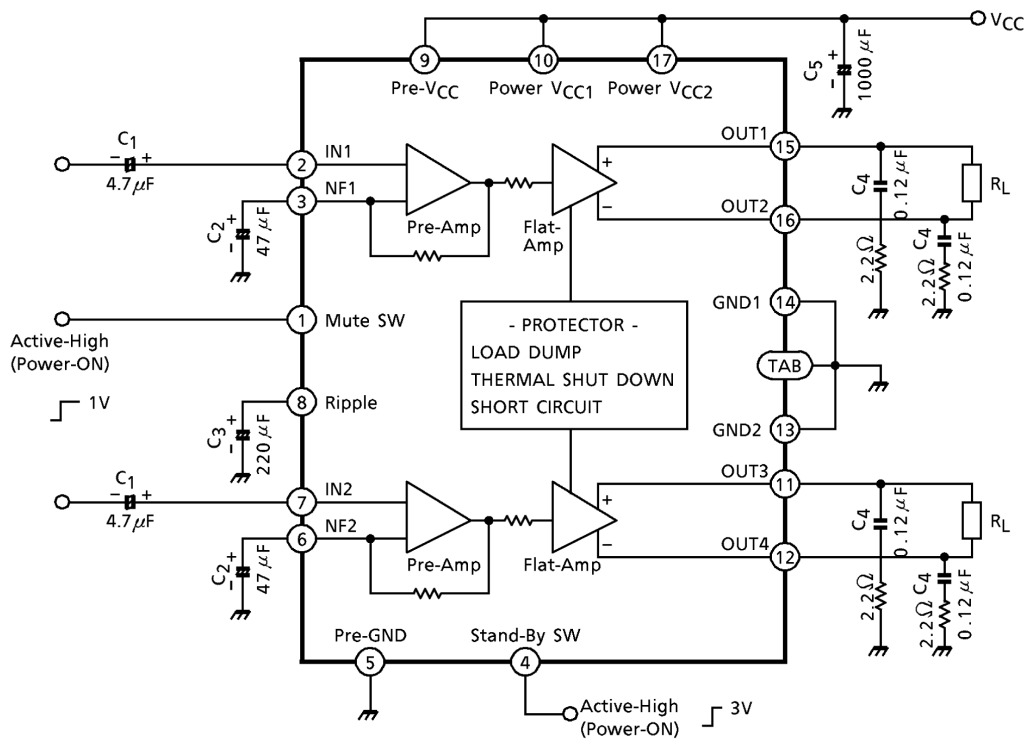 VCC
9
10
17
Pre-VCC
Power VCC1
Power VCC2
C5
+
−
1000 μF
C1
− +
4.7 μF
2
IN1
3
NF1
C2
+
−
47 μF
Pre-Amp
+
−
Flat-
Amp
OUT1
15
OUT2
16
C4
0.12 μF
2.2Ω
C4
0.12 μF
2.2Ω
RL
1
Mute SW
Active-High
(Power-ON)
1V
8
Ripple
C3
+
−
220 μF
- PROTECTOR -
LOAD DUMP
THERMAL SHUT DOWN
SHORT CIRCUIT
GND1
14
TAB
GND2
13
C1
− +
4.7 μF
7
IN2
6
NF2
C2
+
−
47 μF
Pre-Amp
+
−
Flat-Amp
OUT3
11
OUT4
12
C4
0.12 μF
2.2Ω
C4
0.12 μF
2.2Ω
RL
Pre-GND
5
Stand-By SW
4
Active-High
(Power-ON)
3V